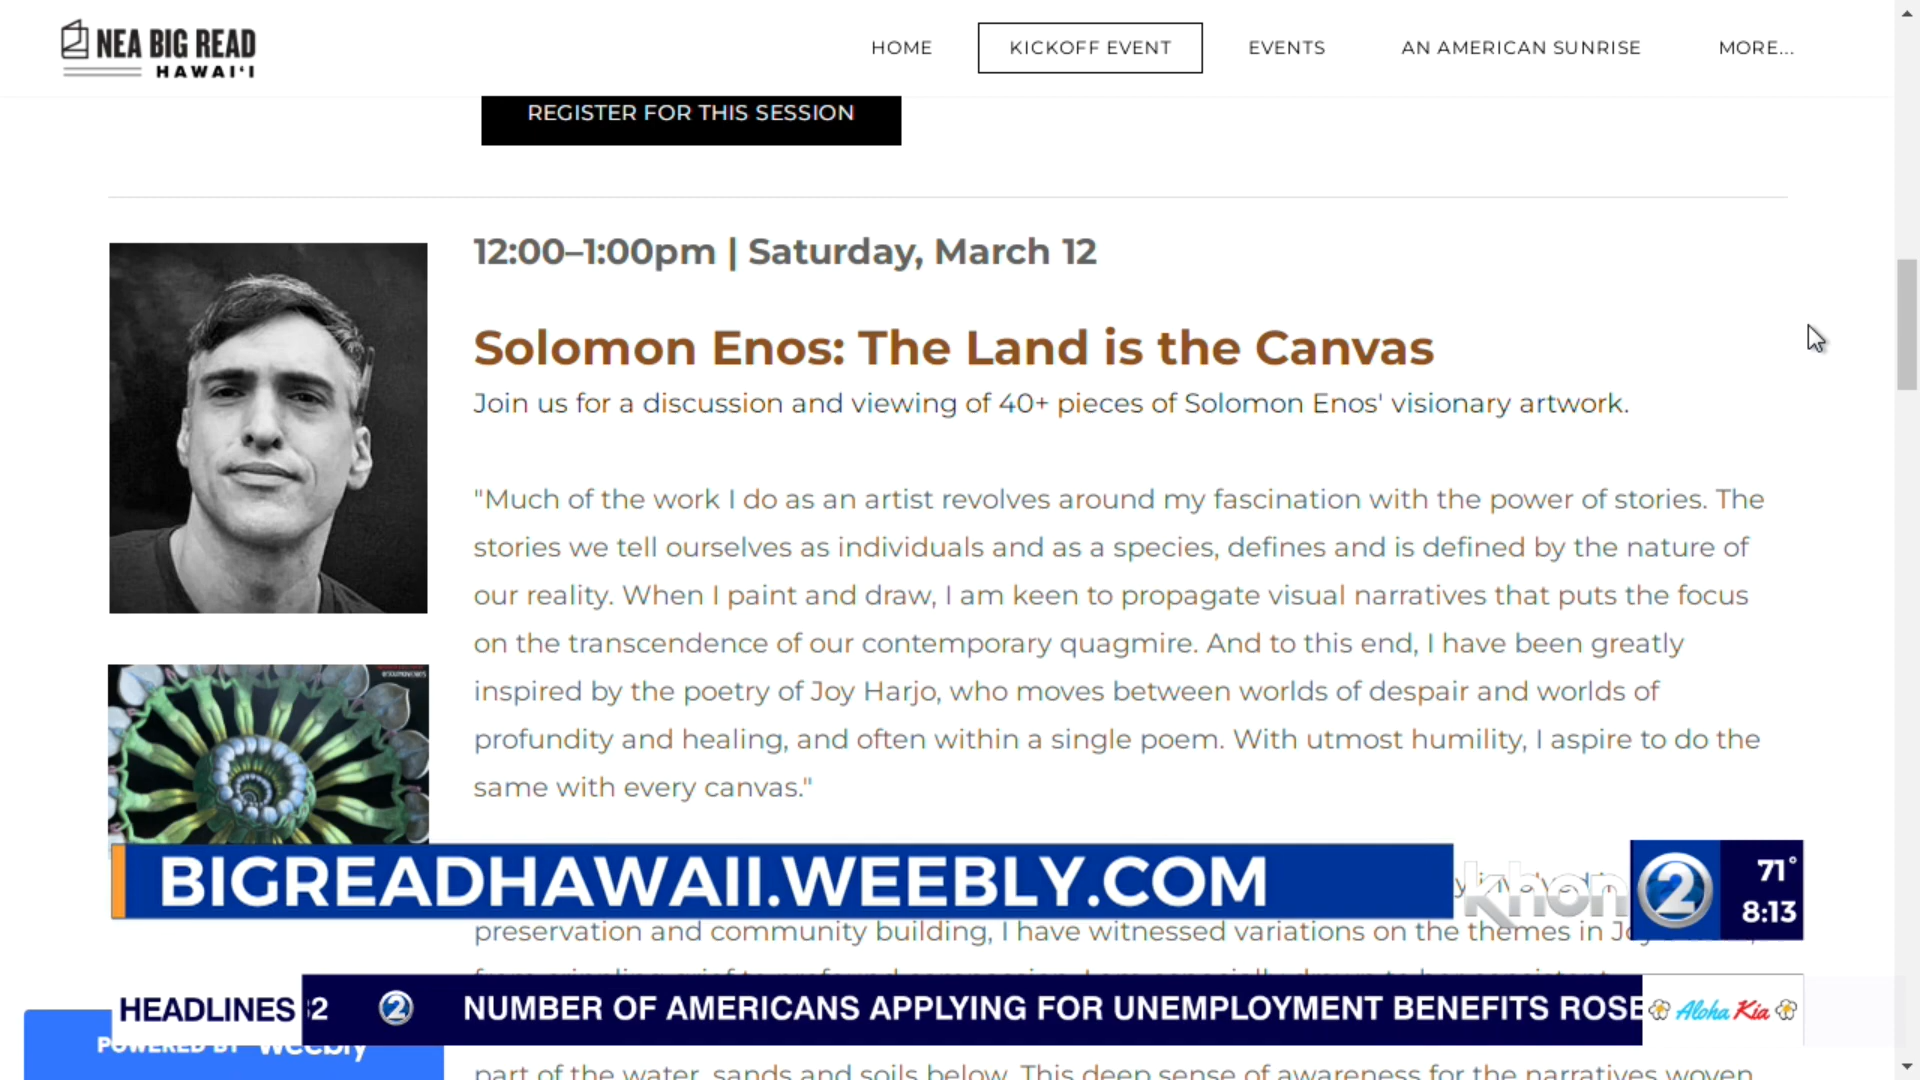 NEA BIG READ
HAWAIʻI
HOME
KICKOFF EVENT
EVENTS
AN AMERICAN SUNRISE
MORE...
REGISTER FOR THIS SESSION
12:00–1:00pm | Saturday, March 12
Solomon Enos: The Land is the Canvas
Join us for a discussion and viewing of 40+ pieces of Solomon Enos' visionary artwork.
"Much of the work I do as an artist revolves around my fascination with the power of stories. The
stories we tell ourselves as individuals and as a species, defines and is defined by the nature of
our reality. When I paint and draw, I am keen to propagate visual narratives that puts the focus
on the transcendence of our contemporary quagmire. And to this end, I have been greatly
inspired by the poetry of Joy Harjo, who moves between worlds of despair and worlds of
profundity and healing, and often within a single poem. With utmost humility, I aspire to do the
same with every canvas."
BIGREADHAWAII.WEEBLY.COM
khon
2
71°
8:13
preservation and community building, I have witnessed variations on the themes in
HEADLINES
32
2
NUMBER OF AMERICANS APPLYING FOR UNEMPLOYMENT BENEFITS ROSE
Aloha Kia
POWERED BY weebly
part of the water, sands and soils below. This deep sense of awareness for the narratives woven